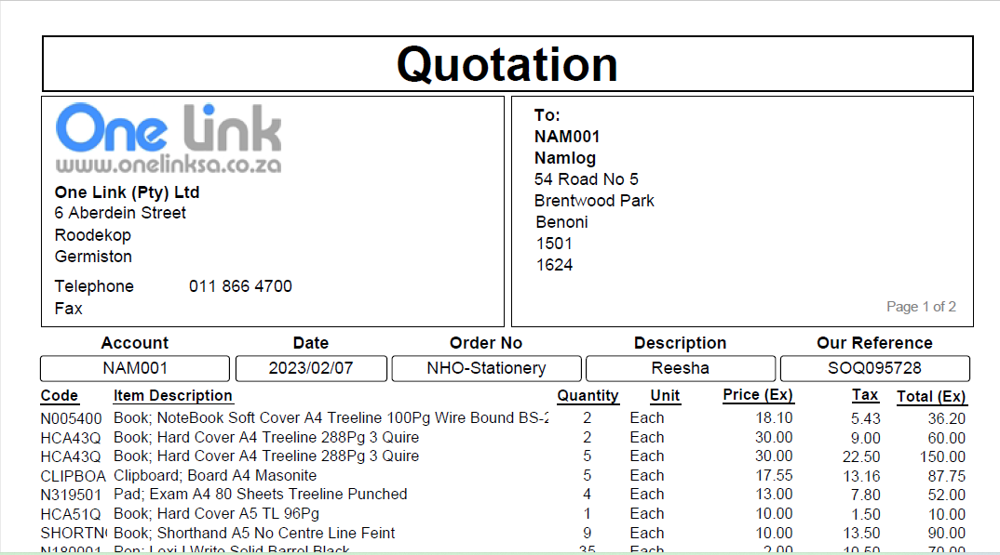 Quotation
One Link
www.onelinksa.co.za
One Link (Pty) Ltd
6 Aberdein Street
Roodekop
Germiston
Telephone 011 866 4700
Fax
To:
NAM001
Namlog
54 Road No 5
Brentwood Park
Benoni
1501
1624
Page 1 of 2
Account Date Order No Description Our Reference
NAM001 2023/02/07 NHO-Stationery Reesha SOQ095728
Code Item Description Quantity Unit Price (Ex) Tax Total (Ex)
N005400 Book; NoteBook Soft Cover A4 Treeline 100Pg Wire Bound BS-2 2 Each 18.10 5.43 36.20
HCA43Q Book; Hard Cover A4 Treeline 288Pg 3 Quire 2 Each 30.00 9.00 60.00
HCA43Q Book; Hard Cover A4 Treeline 288Pg 3 Quire 5 Each 30.00 22.50 150.00
CLIPBOA Clipboard; Board A4 Masonite 5 Each 17.55 13.16 87.75
N319501 Pad; Exam A4 80 Sheets Treeline Punched 4 Each 13.00 7.80 52.00
HCA51Q Book; Hard Cover A5 TL 96Pg 1 Each 10.00 1.50 10.00
SHORTN Book; Shorthand A5 No Centre Line Feint 9 Each 10.00 13.50 90.00
N180001 Pen; Lexi I Write Solid Barrel Black 35 Each 2.00 10.50 70.00